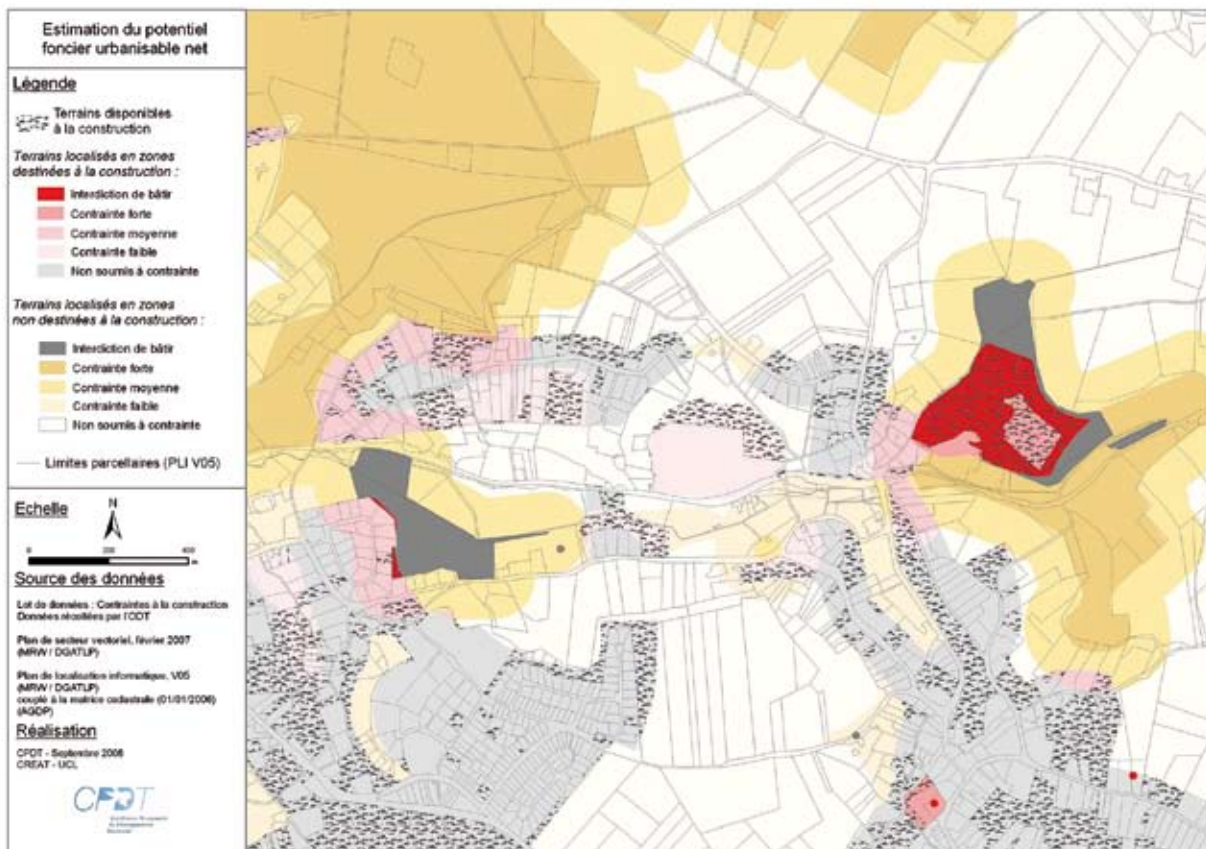 Estimation du potentiel
foncier urbanisable net
Légende
Terrains disponibles
à la construction
Terrains localisés en zones
destinées à la construction :
Interdiction de bâtir
Contrainte forte
Contrainte moyenne
Contrainte faible
Non soumis à contrainte
Terrains localisés en zones
non destinées à la construction :
Interdiction de bâtir
Contrainte forte
Contrainte moyenne
Contrainte faible
Non soumis à contrainte
Limites parcellaires (PLI V05)
Echelle
N
0 200 400
m
Source des données
Lot de données : Contraintes à la construction
Données récoltées par l'ODT
Plan de secteur vectoriel, février 2007
(MRW / DGATLP)
Plan de localisation informatique, V05
(MRW / DGATLP)
couplé à la matrice cadastrale (01/01/2006)
(AGDP)
Réalisation
CPDT - Septembre 2008
CREAT - UCL
CPDT